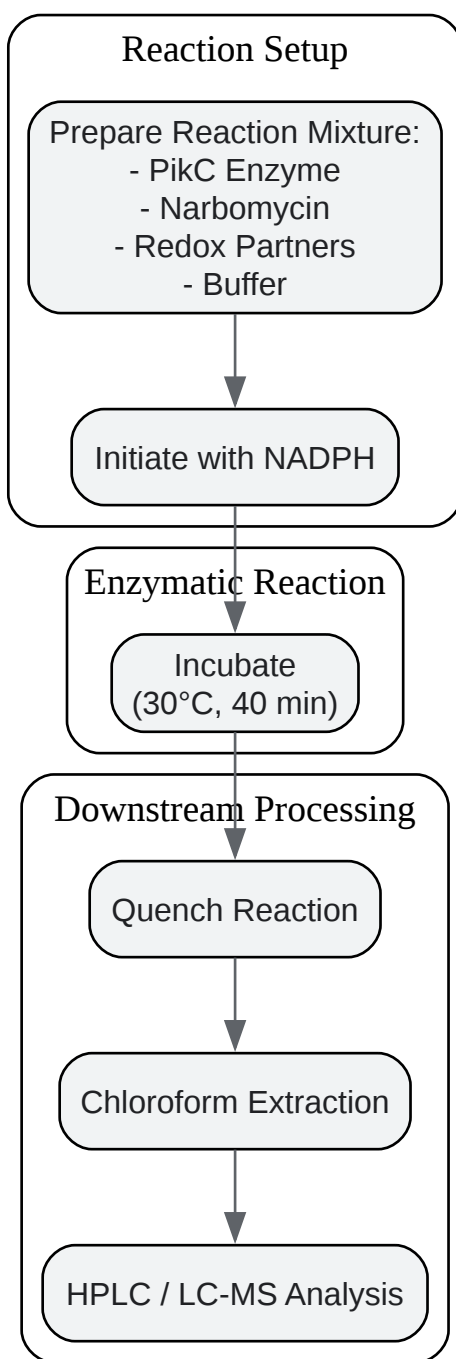 Reaction Setup
Prepare Reaction Mixture:
- PikC Enzyme
- Narbomycin
- Redox Partners
- Buffer
Initiate with NADPH
Enzymatic Reaction
Incubate
(30°C, 40 min)
Downstream Processing
Quench Reaction
Chloroform Extraction
HPLC / LC-MS Analysis